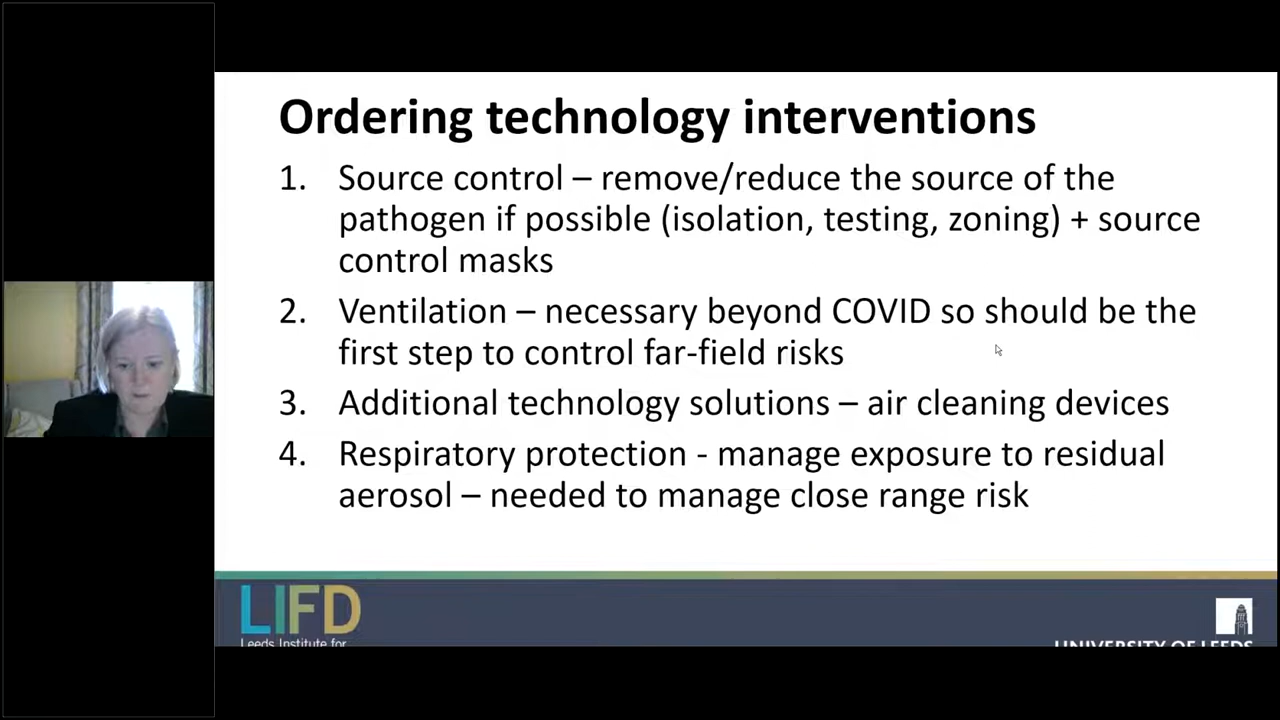 Ordering technology interventions
1. Source control – remove/reduce the source of the
pathogen if possible (isolation, testing, zoning) + source
control masks
2. Ventilation – necessary beyond COVID so should be the
first step to control far-field risks
3. Additional technology solutions – air cleaning devices
4. Respiratory protection - manage exposure to residual
aerosol – needed to manage close range risk
LIFD
Leeds Institute for
UNIVERSITY OF LEEDS